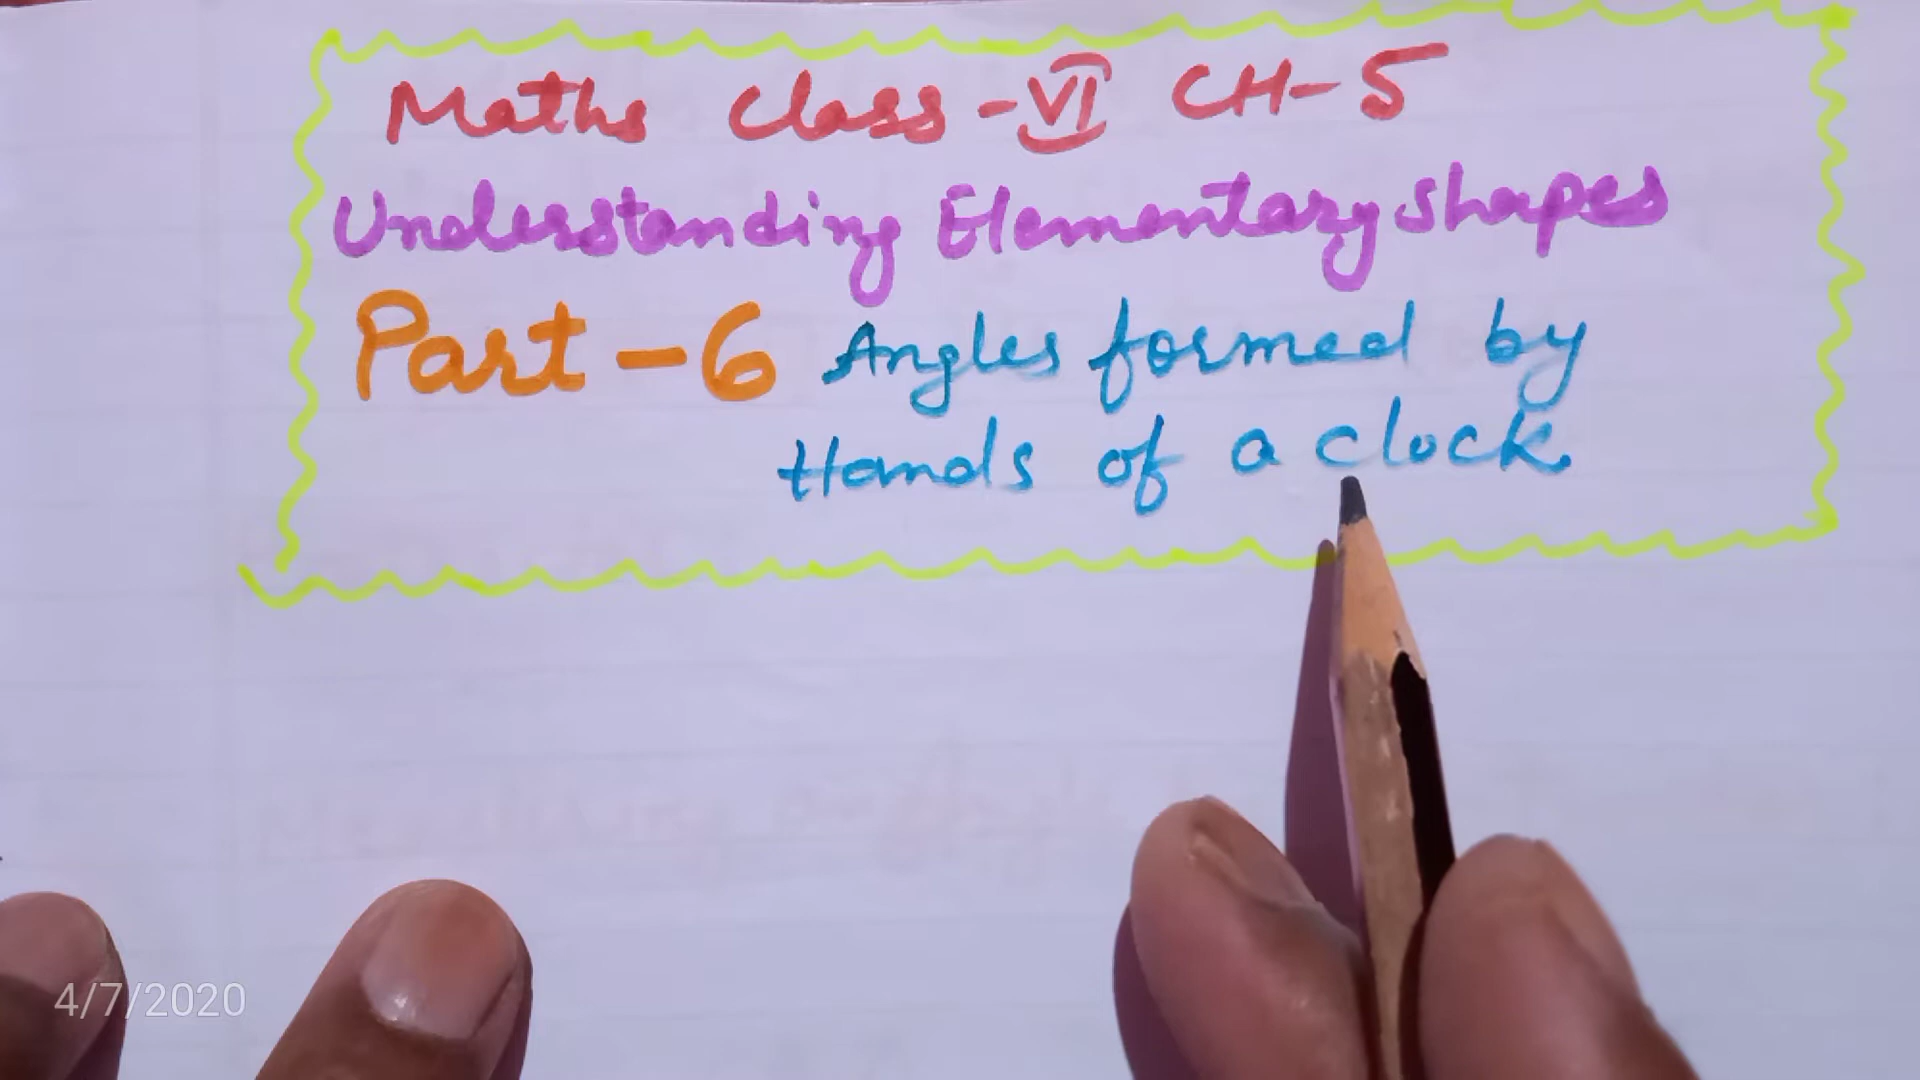 Maths Class-VI CH-5
Understanding Elementary shapes
Part-6 Angles formed by
Hands of a clock.
4/7/2020